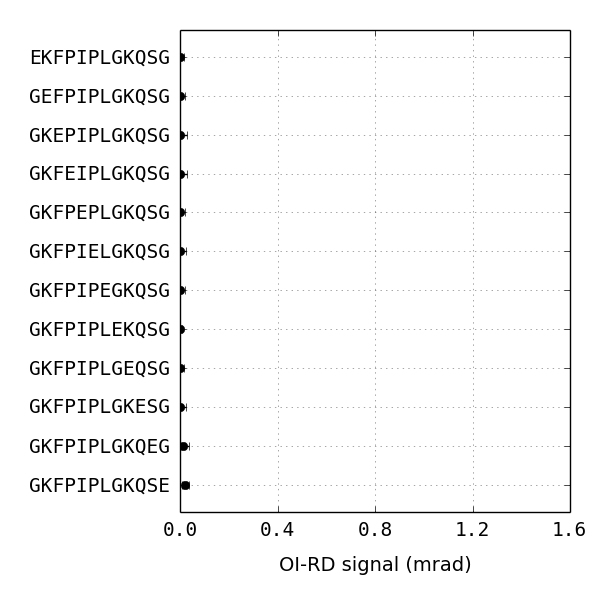 EKFPIPLGKQSG
GEFPIPLGKQSG
GKEPIPLGKQSG
GKFEIPLGKQSG
GKFPEPLGKQSG
GKFPIELGKQSG
GKFPIPEGKQSG
GKFPIPLEKQSG
GKFPIPLGEQSG
GKFPIPLGKESG
GKFPIPLGKQEG
GKFPIPLGKQSE
0.0 0.4 0.8 1.2 1.6
OI-RD signal (mrad)